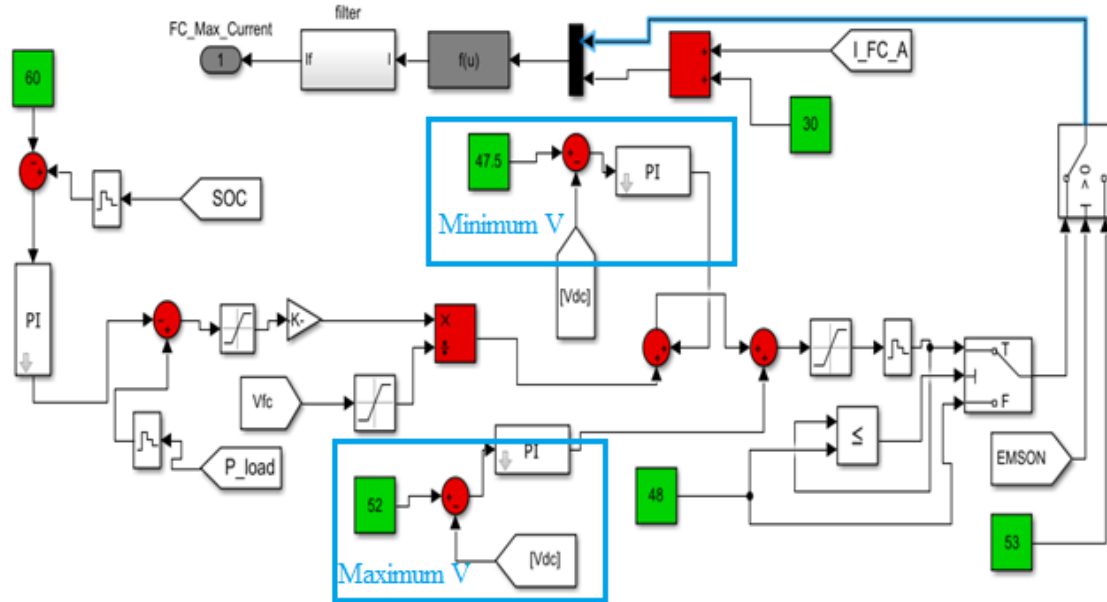 filter
FC_Max_Current
1
If
I
f(u)
I_FC_A
60
30
47.5
PI
SOC
Minimum V
[Vdc]
0 < T
PI
K-
×
÷
Vfc
T
F
≤
P_load
PI
EMSON
52
48
53
[Vdc]
Maximum V